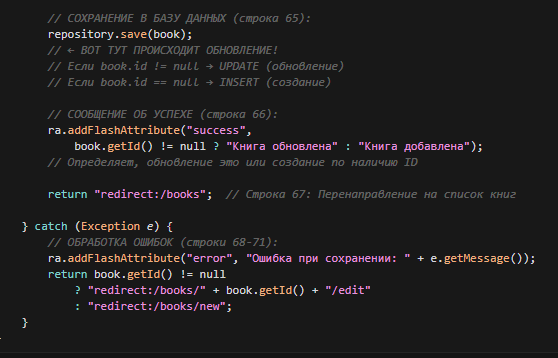 // СОХРАНЕНИЕ В БАЗУ ДАННЫХ (строка 65):
repository.save(book);
// ← ВОТ ТУТ ПРОИСХОДИТ ОБНОВЛЕНИЕ!
// Если book.id != null → UPDATE (обновление)
// Если book.id == null → INSERT (создание)
// СООБЩЕНИЕ ОБ УСПЕХЕ (строка 66):
ra.addFlashAttribute("success",
book.getId() != null ? "Книга обновлена" : "Книга добавлена");
// Определяет, обновление это или создание по наличию ID
return "redirect:/books"; // Строка 67: Перенаправление на список книг
} catch (Exception e) {
// ОБРАБОТКА ОШИБОК (строки 68-71):
ra.addFlashAttribute("error", "Ошибка при сохранении: " + e.getMessage());
return book.getId() != null
? "redirect:/books/" + book.getId() + "/edit"
: "redirect:/books/new";
}